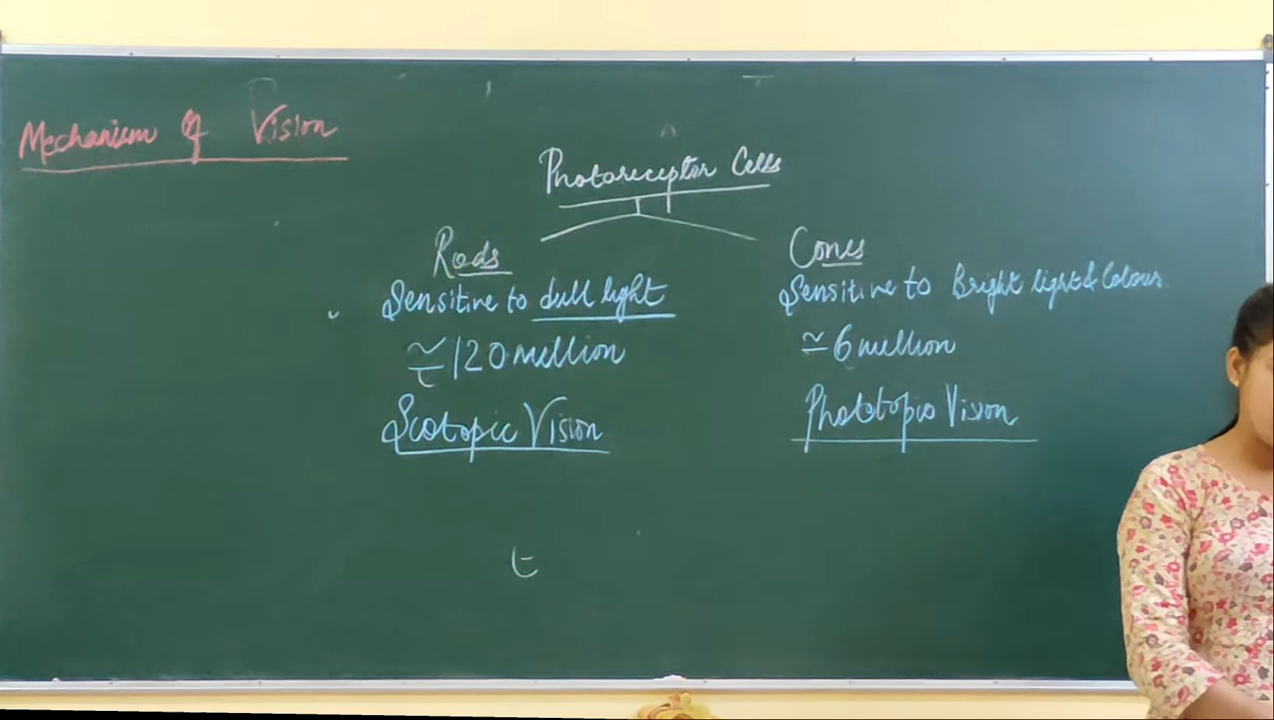 Mechanism of Vision
Photoreceptor Cells
Rods
Sensitive to dull light
≃ 120 million
Scotopic Vision
Cones
Sensitive to Bright light & Colour
≃ 6 million
Phototopic Vision
t